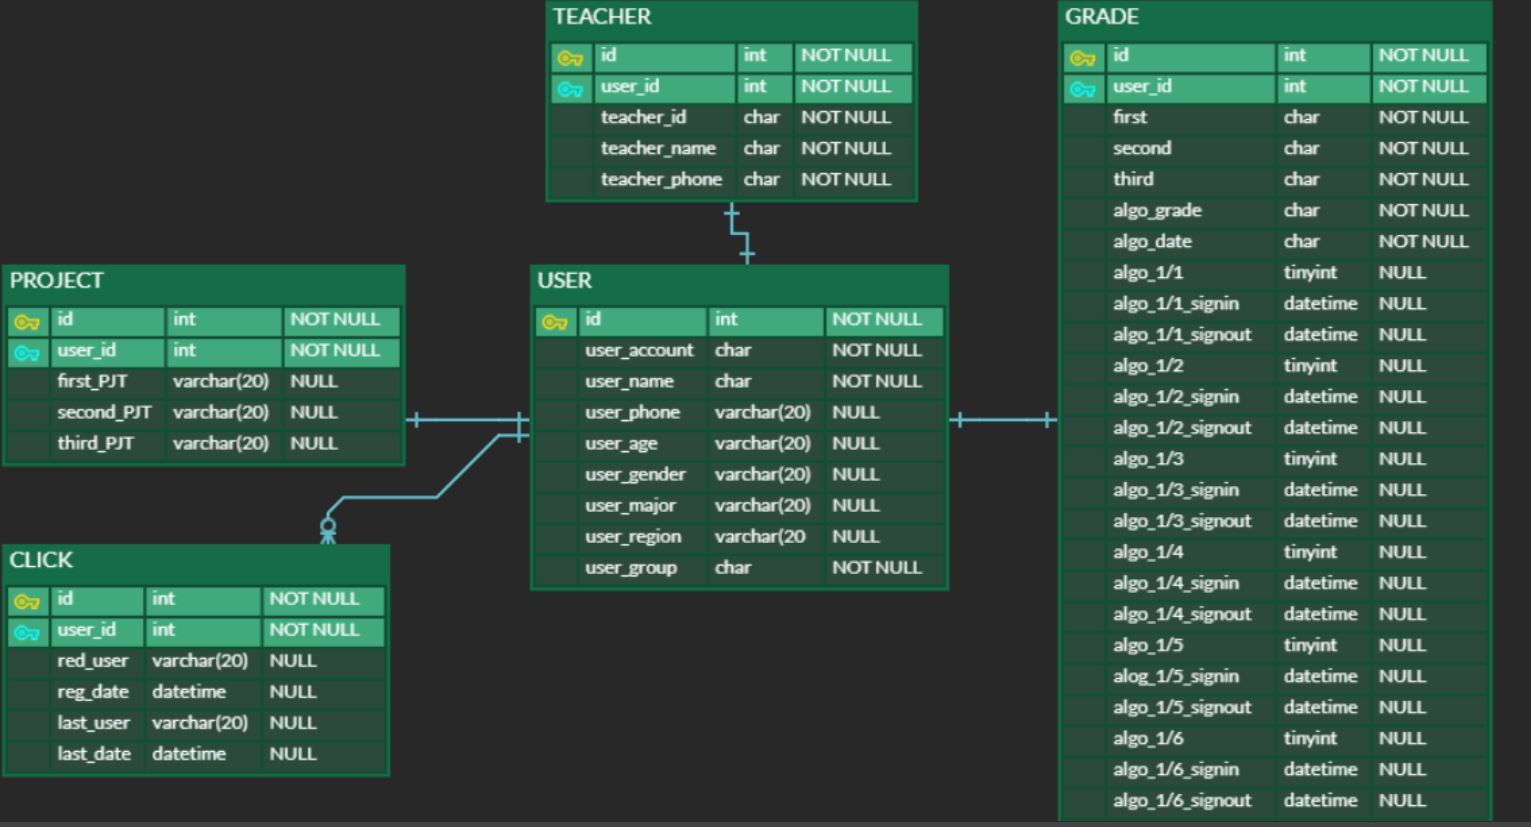 TEACHER
id int NOT NULL
user_id int NOT NULL
teacher_id char NOT NULL
teacher_name char NOT NULL
teacher_phone char NOT NULL
GRADE
id int NOT NULL
user_id int NOT NULL
first char NOT NULL
second char NOT NULL
third char NOT NULL
algo_grade char NOT NULL
algo_date char NOT NULL
algo_1/1 tinyint NULL
algo_1/1_signin datetime NULL
algo_1/1_signout datetime NULL
algo_1/2 tinyint NULL
algo_1/2_signin datetime NULL
algo_1/2_signout datetime NULL
algo_1/3 tinyint NULL
algo_1/3_signin datetime NULL
algo_1/3_signout datetime NULL
algo_1/4 tinyint NULL
algo_1/4_signin datetime NULL
algo_1/4_signout datetime NULL
algo_1/5 tinyint NULL
alog_1/5_signin datetime NULL
algo_1/5_signout datetime NULL
algo_1/6 tinyint NULL
algo_1/6_signin datetime NULL
algo_1/6_signout datetime NULL
PROJECT
id int NOT NULL
user_id int NOT NULL
first_PJT varchar(20) NULL
second_PJT varchar(20) NULL
third_PJT varchar(20) NULL
USER
id int NOT NULL
user_account char NOT NULL
user_name char NOT NULL
user_phone varchar(20) NULL
user_age varchar(20) NULL
user_gender varchar(20) NULL
user_major varchar(20) NULL
user_region varchar(20 NULL
user_group char NOT NULL
CLICK
id int NOT NULL
user_id int NOT NULL
red_user varchar(20) NULL
reg_date datetime NULL
last_user varchar(20) NULL
last_date datetime NULL